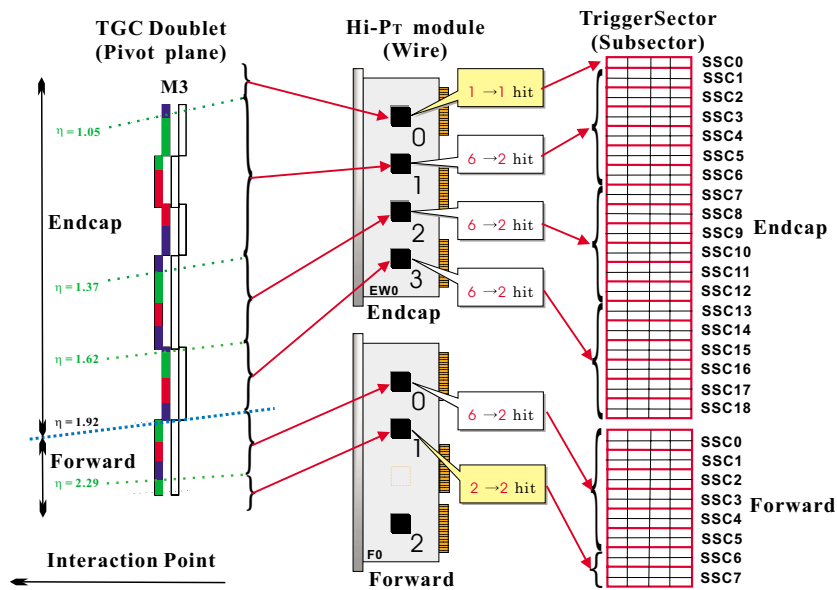 TGC Doublet
(Pivot plane)
Hi-PT module
(Wire)
TriggerSector
(Subsector)
M3
η = 1.05
Endcap
η = 1.37
η = 1.62
η = 1.92
Forward
η = 2.29
Interaction Point
0
1
2
3
EW0
Endcap
0
1
2
F0
Forward
1 →1 hit
6 →2 hit
6 →2 hit
6 →2 hit
6 →2 hit
2 →2 hit
SSC0
SSC1
SSC2
SSC3
SSC4
SSC5
SSC6
SSC7
SSC8
SSC9
SSC10
SSC11
SSC12
SSC13
SSC14
SSC15
SSC16
SSC17
SSC18
Endcap
SSC0
SSC1
SSC2
SSC3
SSC4
SSC5
SSC6
SSC7
Forward